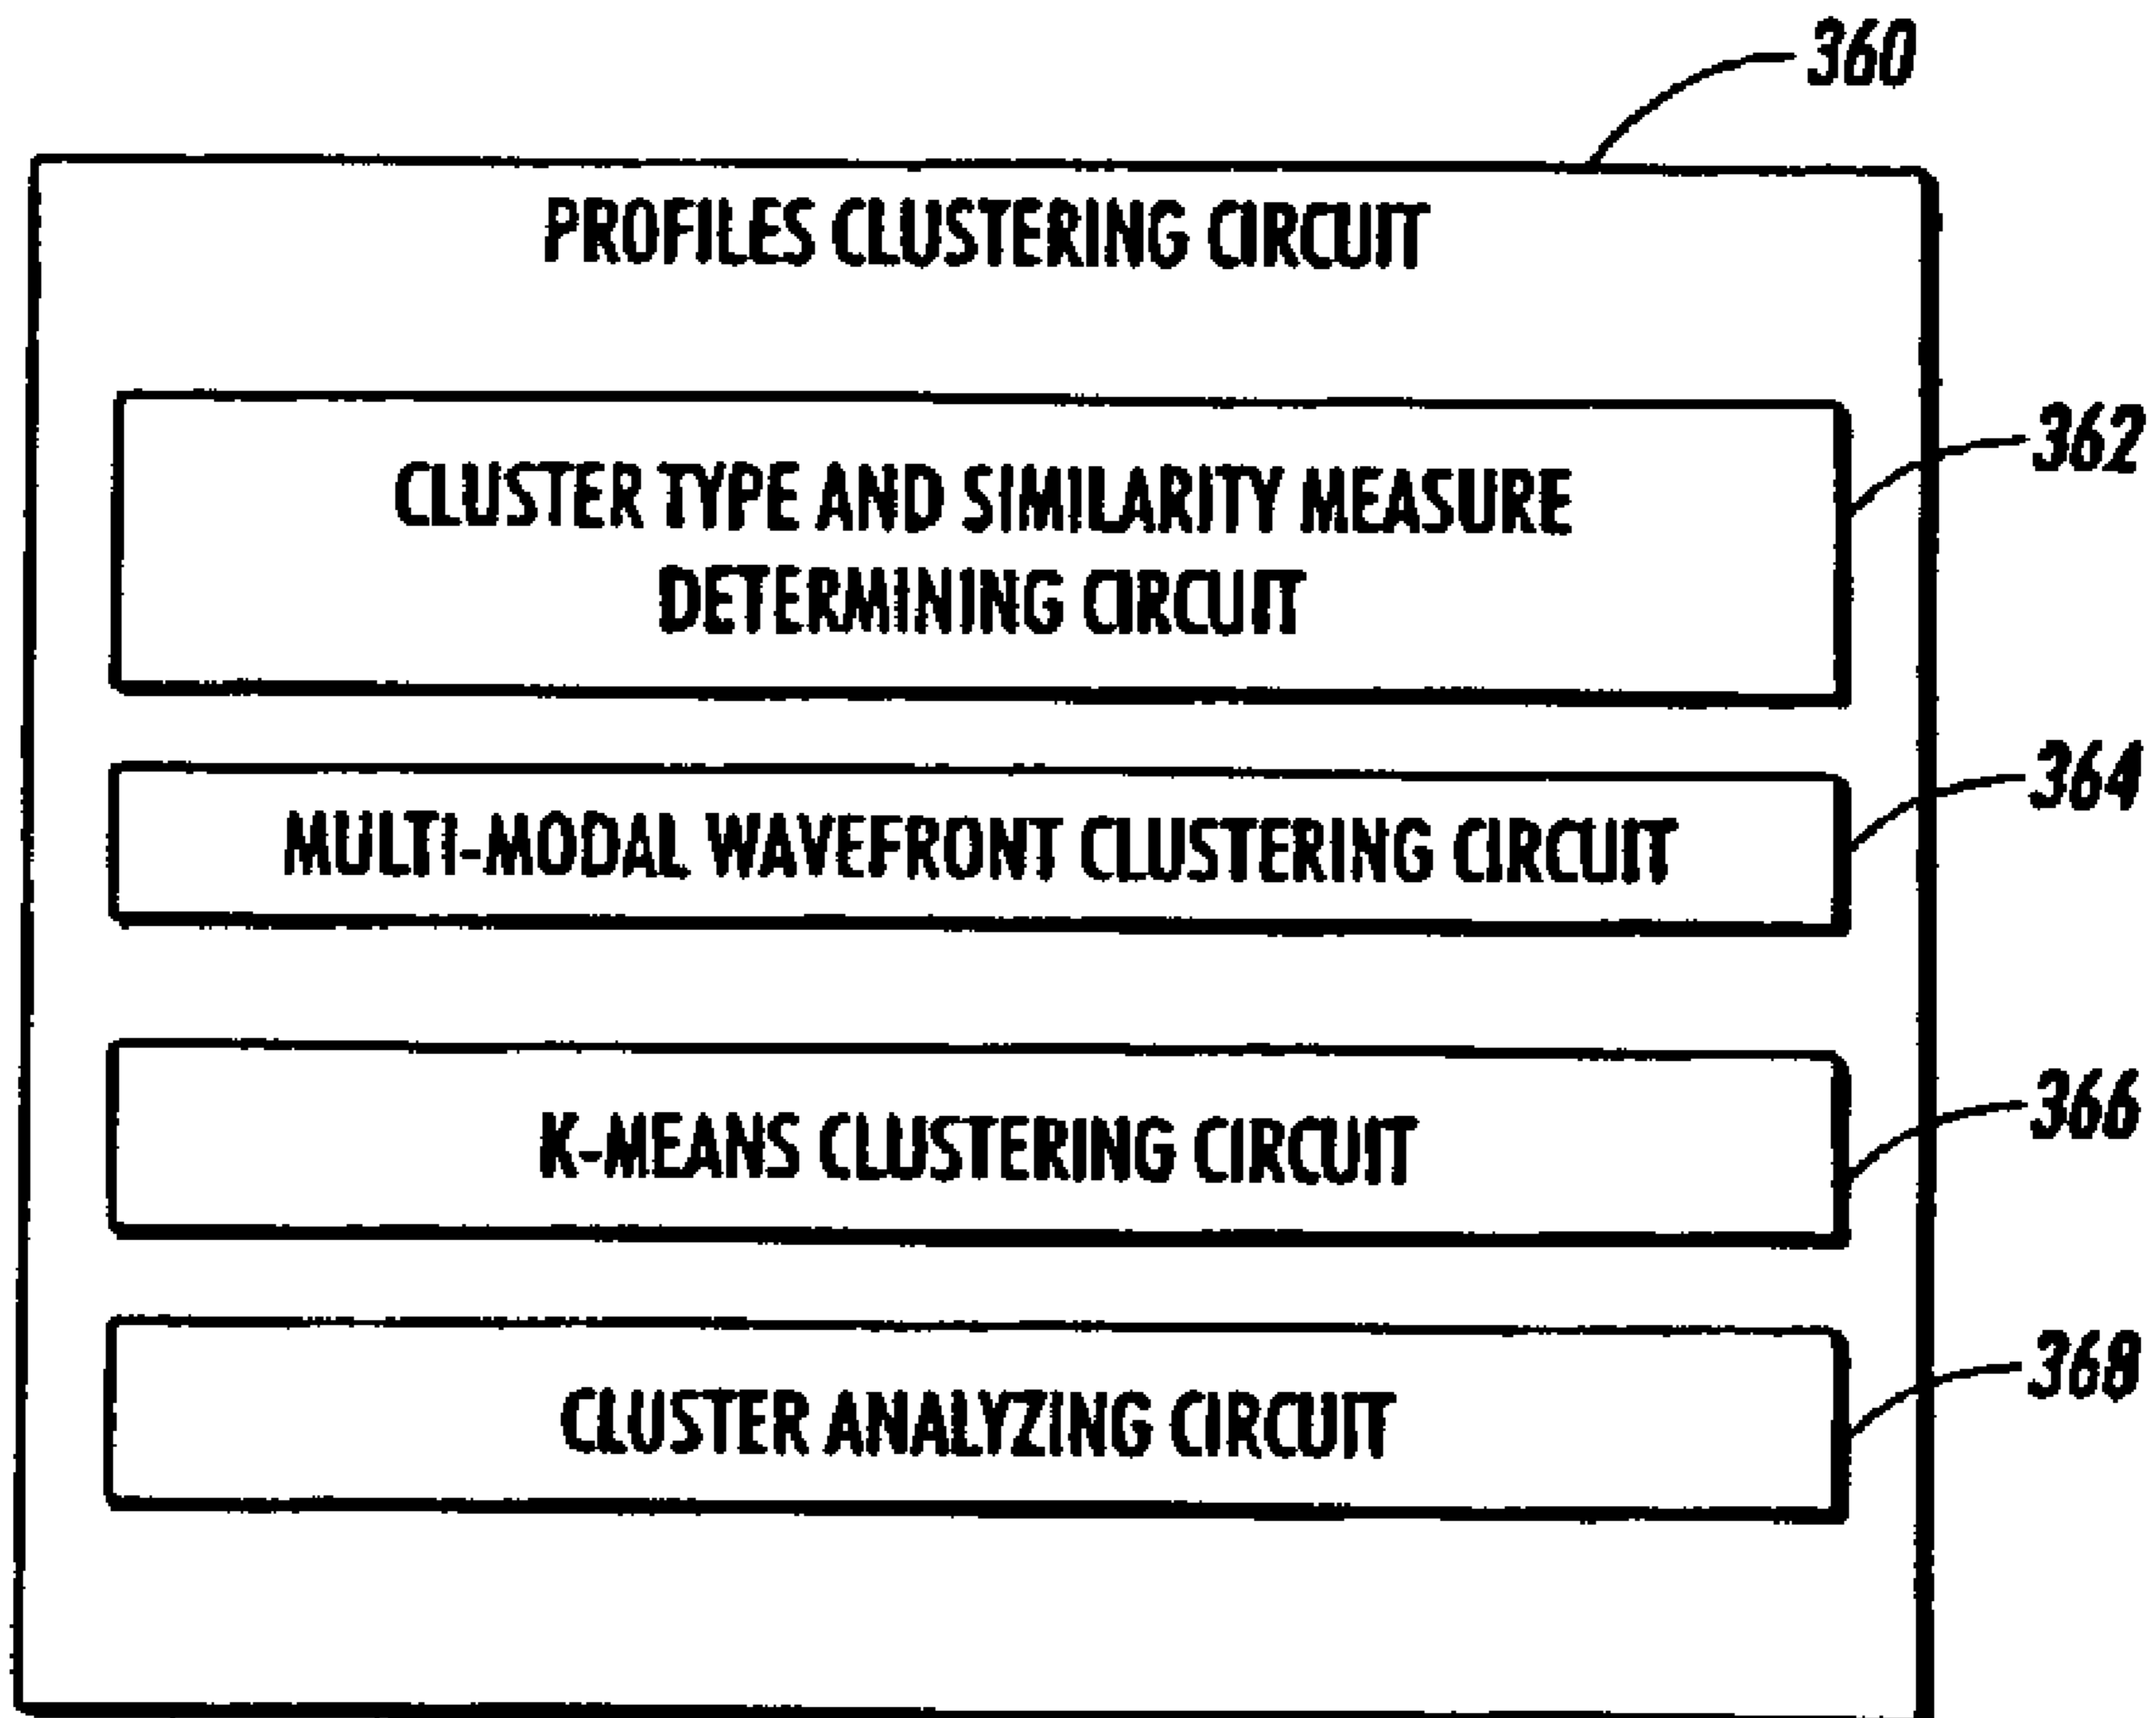 360
PROFILES CLUSTERING CIRCUIT
362
CLUSTER TYPE AND SIMILARITY MEASURE
DETERMINING CIRCUIT
364
MULTI-MODAL WAVEFRONT CLUSTERING CIRCUIT
366
K-MEANS CLUSTERING CIRCUIT
368
CLUSTER ANALYZING CIRCUIT